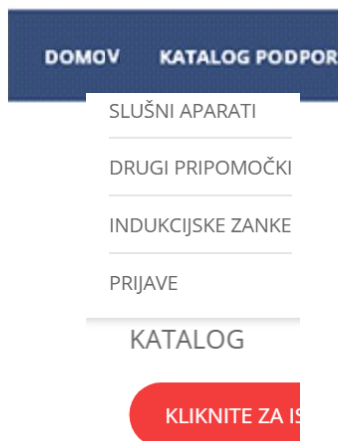 DOMOV KATALOG PODPOR
SLUŠNI APARATI
DRUGI PRIPOMOČKI
INDUKCIJSKE ZANKE
PRIJAVE
KATALOG
KLIKNITE ZA IS